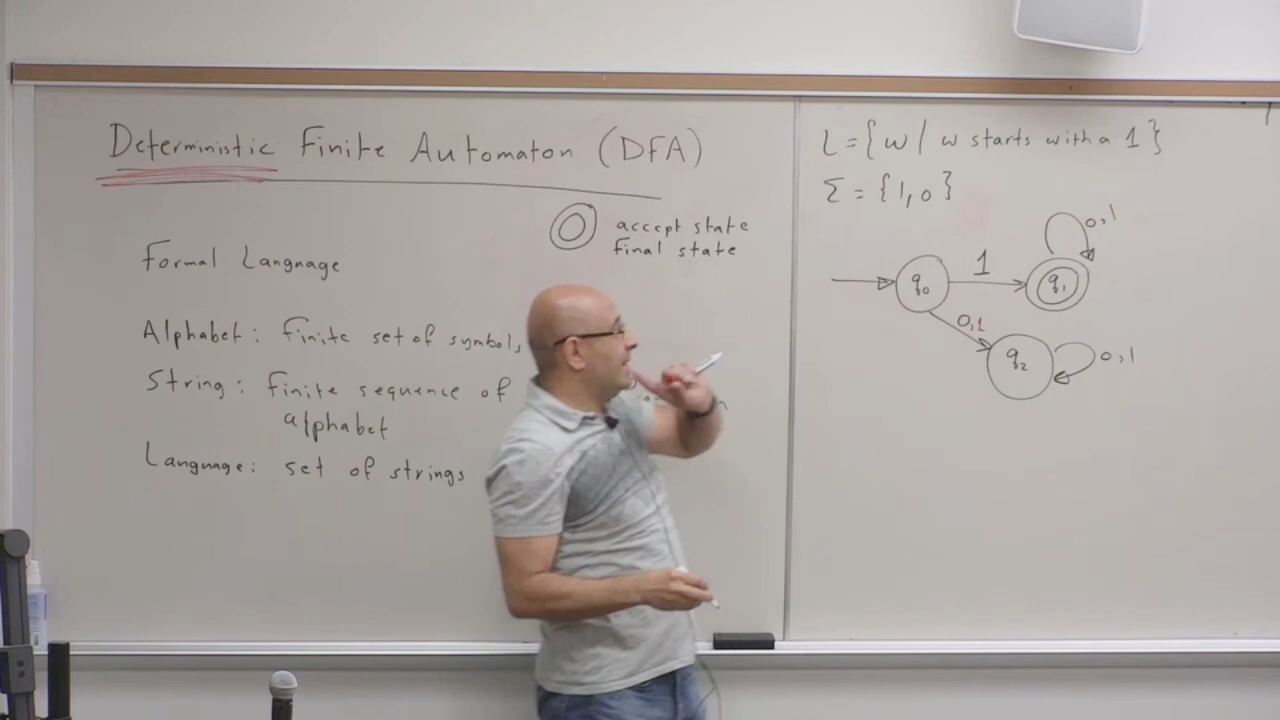 Deterministic Finite Automaton (DFA)
accept state
final state
Formal Language
Alphabet: finite set of symbols
String: finite sequence of
alphabet
Language: set of strings
L = {w / w starts with a 1}
Σ = {1,0}
0,1
1
q0
q1
0,1
q2
0,1